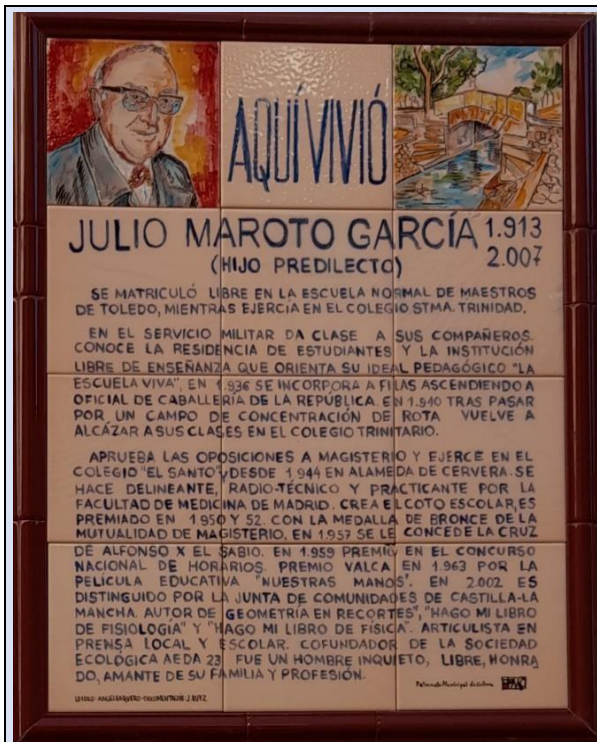 AQUÍ VIVIÓ
JULIO MAROTO GARCÍA 1.913
2.007
(HIJO PREDILECTO)
SE MATRICULÓ LIBRE EN LA ESCUELA NORMAL DE MAESTROS
DE TOLEDO, MIENTRAS EJERCIA EN EL COLEGIO STMA. TRINIDAD.
EN EL SERVICIO MILITAR DA CLASE A SUS COMPAÑEROS.
CONOCE LA RESIDENCIA DE ESTUDIANTES Y LA INSTITUCIÓN
LIBRE DE ENSEÑANZA QUE ORIENTA SU IDEAL PEDAGÓGICO "LA
ESCUELA VIVA", EN 1.936 SE INCORPORA A FILAS ASCENDIENDO A
OFICIAL DE CABALLERÍA DE LA REPÚBLICA. EN 1.940 TRAS PASAR
POR UN CAMPO DE CONCENTRACIÓN DE ROTA VUELVE A
ALCÁZAR A SUS CLASES EN EL COLEGIO TRINITARIO.
APRUEBA LAS OPOSICIONES A MAGISTERIO Y EJERCE EN EL
COLEGIO "EL SANTO" Y DESDE 1.944 EN ALAMEDA DE CERVERA. SE
HACE DELINEANTE, RADIO-TÉCNICO Y PRACTICANTE POR LA
FACULTAD DE MEDICINA DE MADRID. CREA EL COTO ESCOLAR, ES
PREMIADO EN 1.950 Y 52. CON LA MEDALLA DE BRONCE DE LA
MUTUALIDAD DE MAGISTERIO. EN 1.957 SE LE CONCEDE LA CRUZ
DE ALFONSO X EL SABIO. EN 1.959 PREMIO EN EL CONCURSO
NACIONAL DE HORARIOS. PREMIO VALCA EN 1.963 POR LA
PELÍCULA EDUCATIVA "NUESTRAS MANOS". EN 2.002 ES
DISTINGUIDO POR LA JUNTA DE COMUNIDADES DE CASTILLA-LA
MANCHA. AUTOR DE "GEOMETRÍA EN RECORTES", "HAGO MI LIBRO
DE FISIOLOGÍA" Y "HAGO MI LIBRO DE FÍSICA". ARTICULISTA EN
PRENSA LOCAL Y ESCOLAR. COFUNDADOR DE LA SOCIEDAD
ECOLÓGICA AEDA 23 FUE UN HOMBRE INQUIETO, LIBRE, HONRA
DO, AMANTE DE SU FAMILIA Y PROFESIÓN.
Patronato Municipal de Cultura